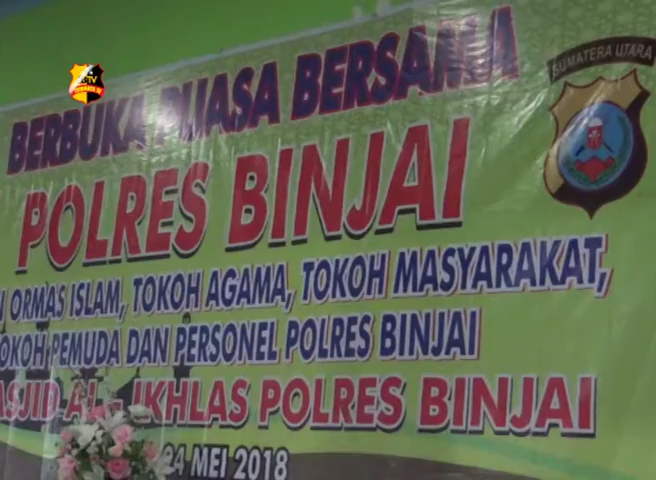 BERBUKA PUASA BERSAMA
SUMATERA UTARA
POLRES BINJAI
ORMAS ISLAM, TOKOH AGAMA, TOKOH MASYARAKAT,
TOKOH PEMUDA DAN PERSONEL POLRES BINJAI
MASJID AL - IKHLAS POLRES BINJAI
24 MEI 2018